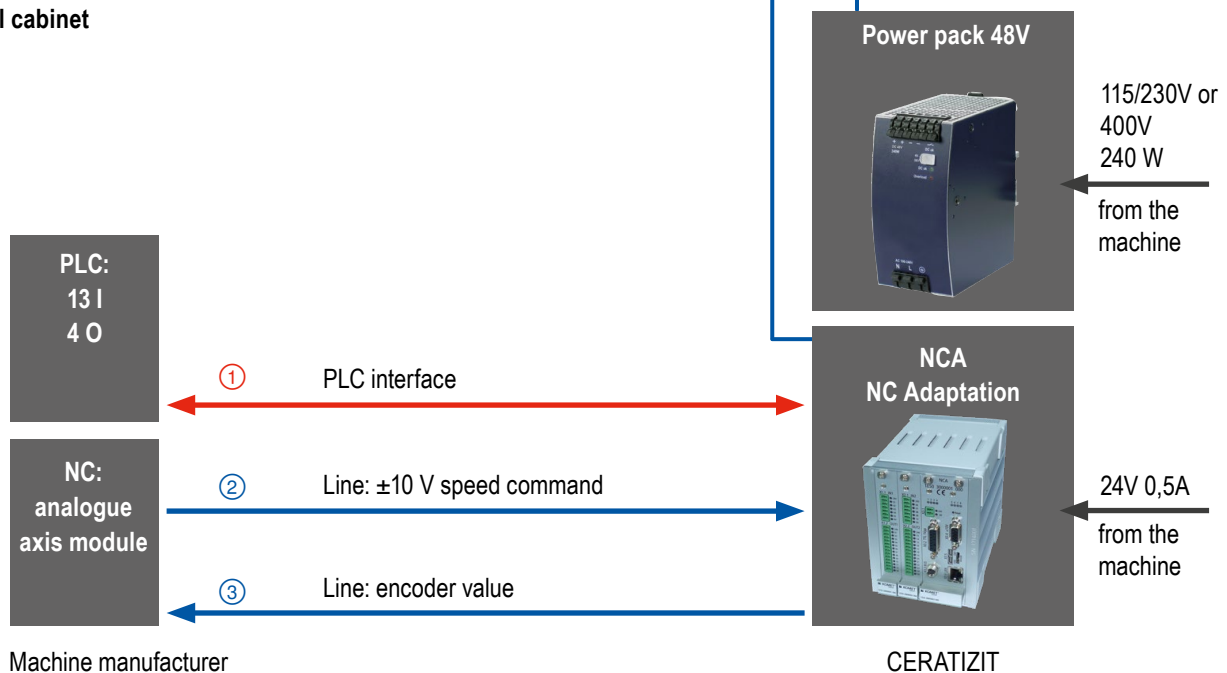 l cabinet
Power pack 48V
115/230V or
400V
240 W
from the
machine
PLC:
13 I
4 O
① PLC interface
NCA
NC Adaptation
NC:
analogue
axis module
② Line: ±10 V speed command
24V 0,5A
from the
machine
③ Line: encoder value
Machine manufacturer
CERATIZIT